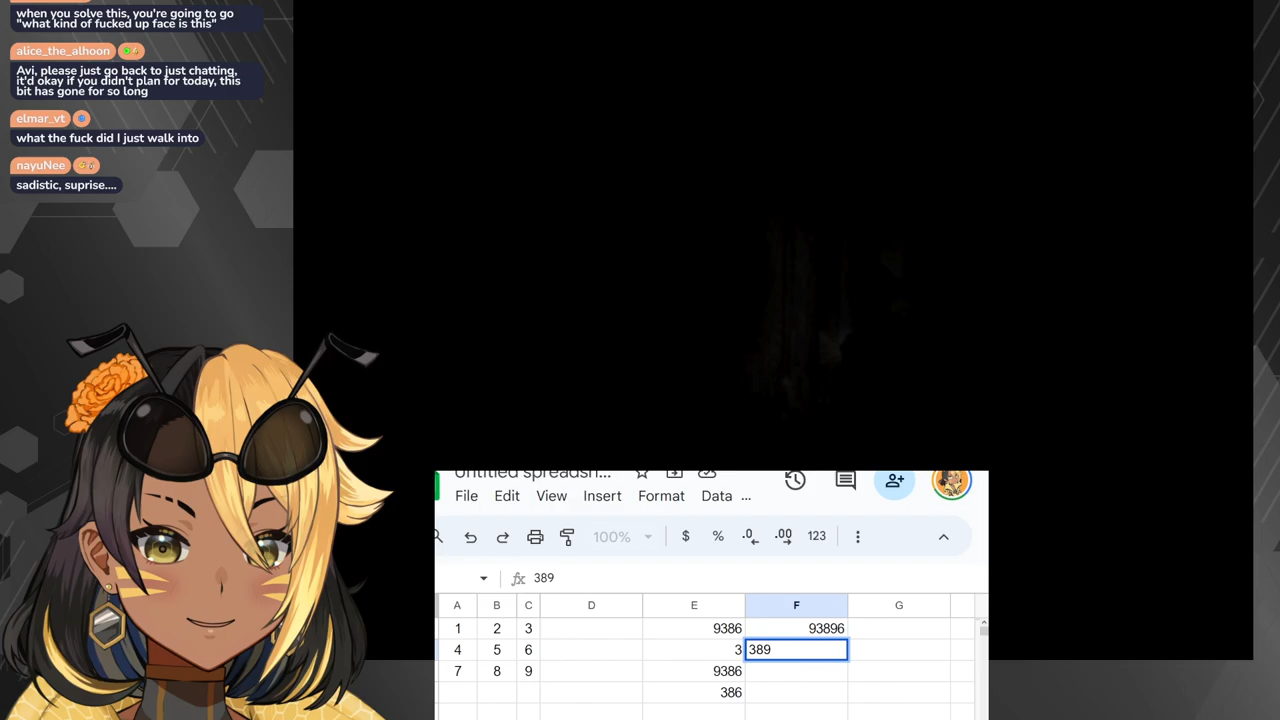 when you solve this, you're going to go
"what kind of fucked up face is this"
alice_the_alhoon
Avi, please just go back to just chatting,
it'd okay if you didn't plan for today, this
bit has gone for so long
elmar_vt
what the fuck did I just walk into
nayuNee
sadistic, suprise....
Untitled spreadsh...
File Edit View Insert Format Data ...
100% $ % .0 .00 123
fx 389
A B C D E F G
1 2 3 9386 93896
4 5 6 3 389
7 8 9 9386
386